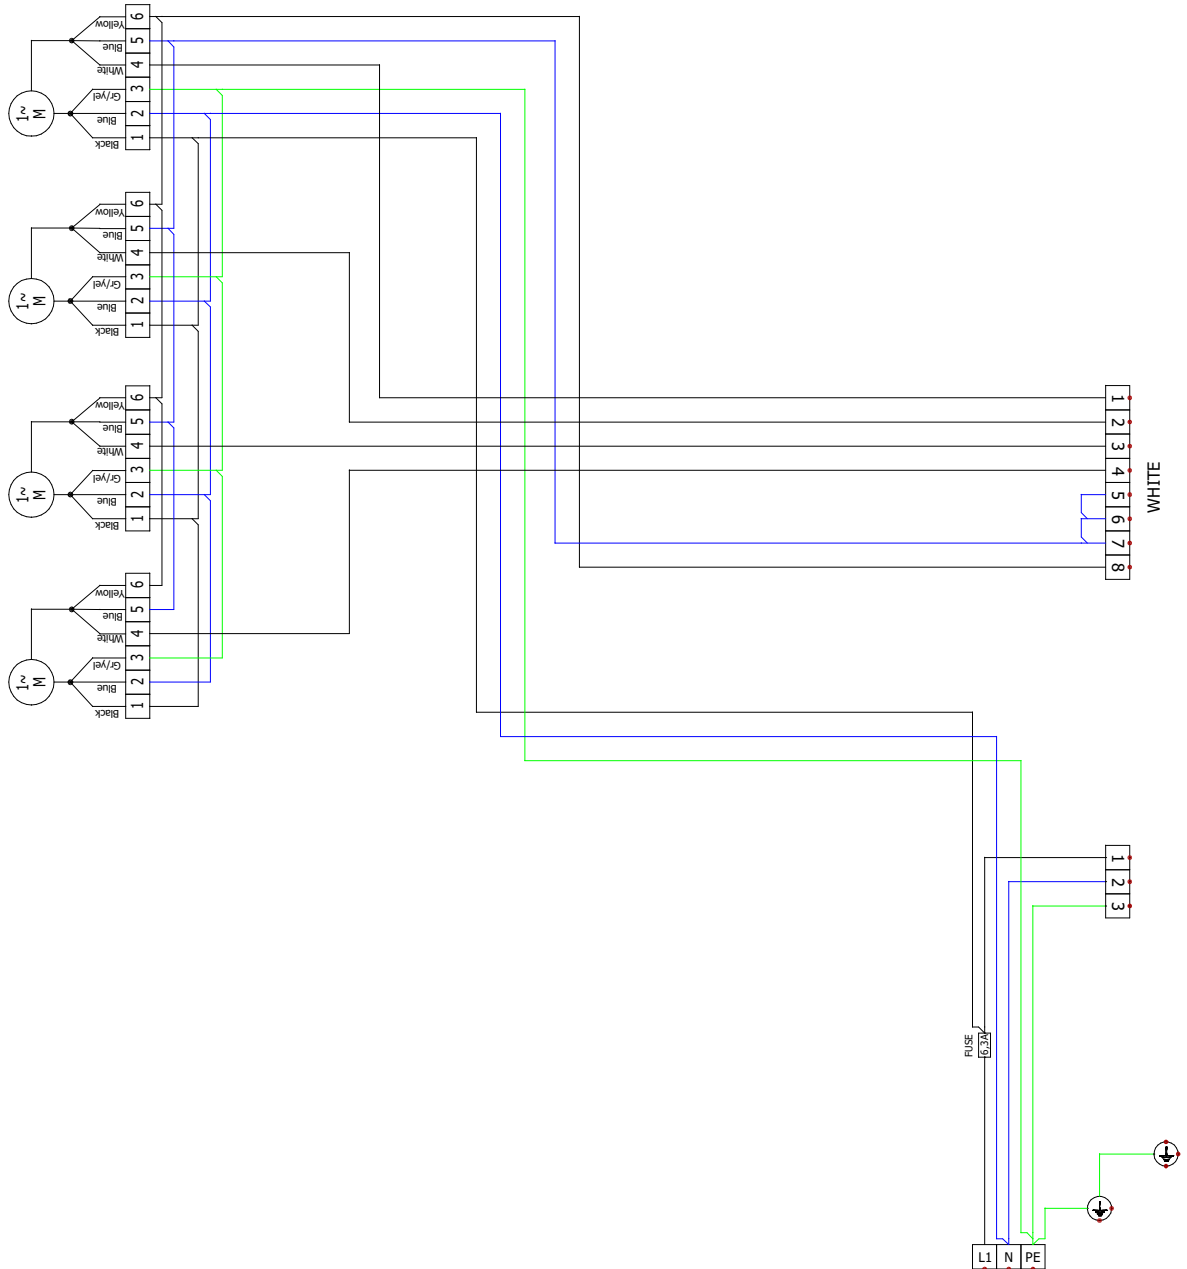 6
Yellow
5
Blue
4
White
3
Gr/yel
2
Blue
1
Black
1~
M
6
Yellow
5
Blue
4
White
3
Gr/yel
2
Blue
1
Black
1~
M
6
Yellow
5
Blue
4
White
3
Gr/yel
2
Blue
1
Black
1~
M
6
Yellow
5
Blue
4
White
3
Gr/yel
2
Blue
1
Black
1~
M
1
2
3
4
5
6
7
8
WHITE
1
2
3
FUSE
6,3A
L1 N PE